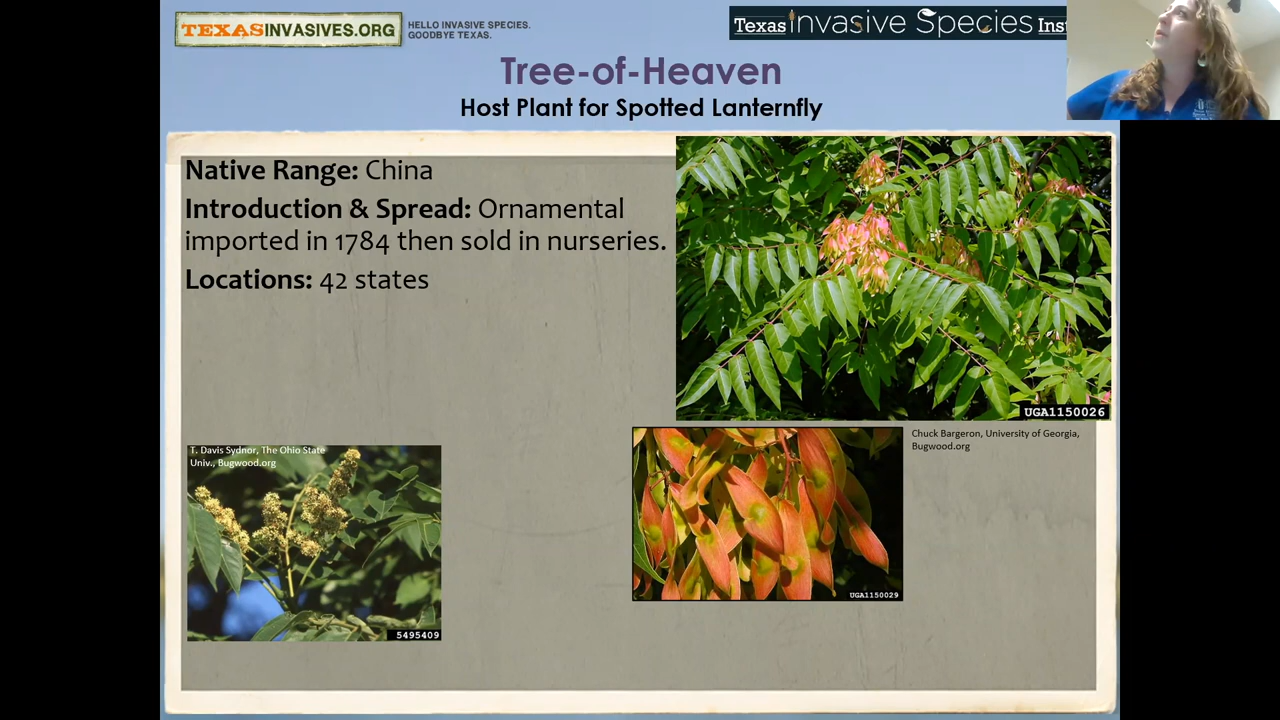 TEXASINVASIVES.ORG
HELLO INVASIVE SPECIES.
GOODBYE TEXAS.
Texas Invasive Species Inst
Tree-of-Heaven
Host Plant for Spotted Lanternfly
Native Range: China
Introduction & Spread: Ornamental
imported in 1784 then sold in nurseries.
Locations: 42 states
UGA1150026
Chuck Bargeron, University of Georgia,
Bugwood.org
T. Davis Sydnor, The Ohio State
Univ., Bugwood.org
UGA1150029
5495409